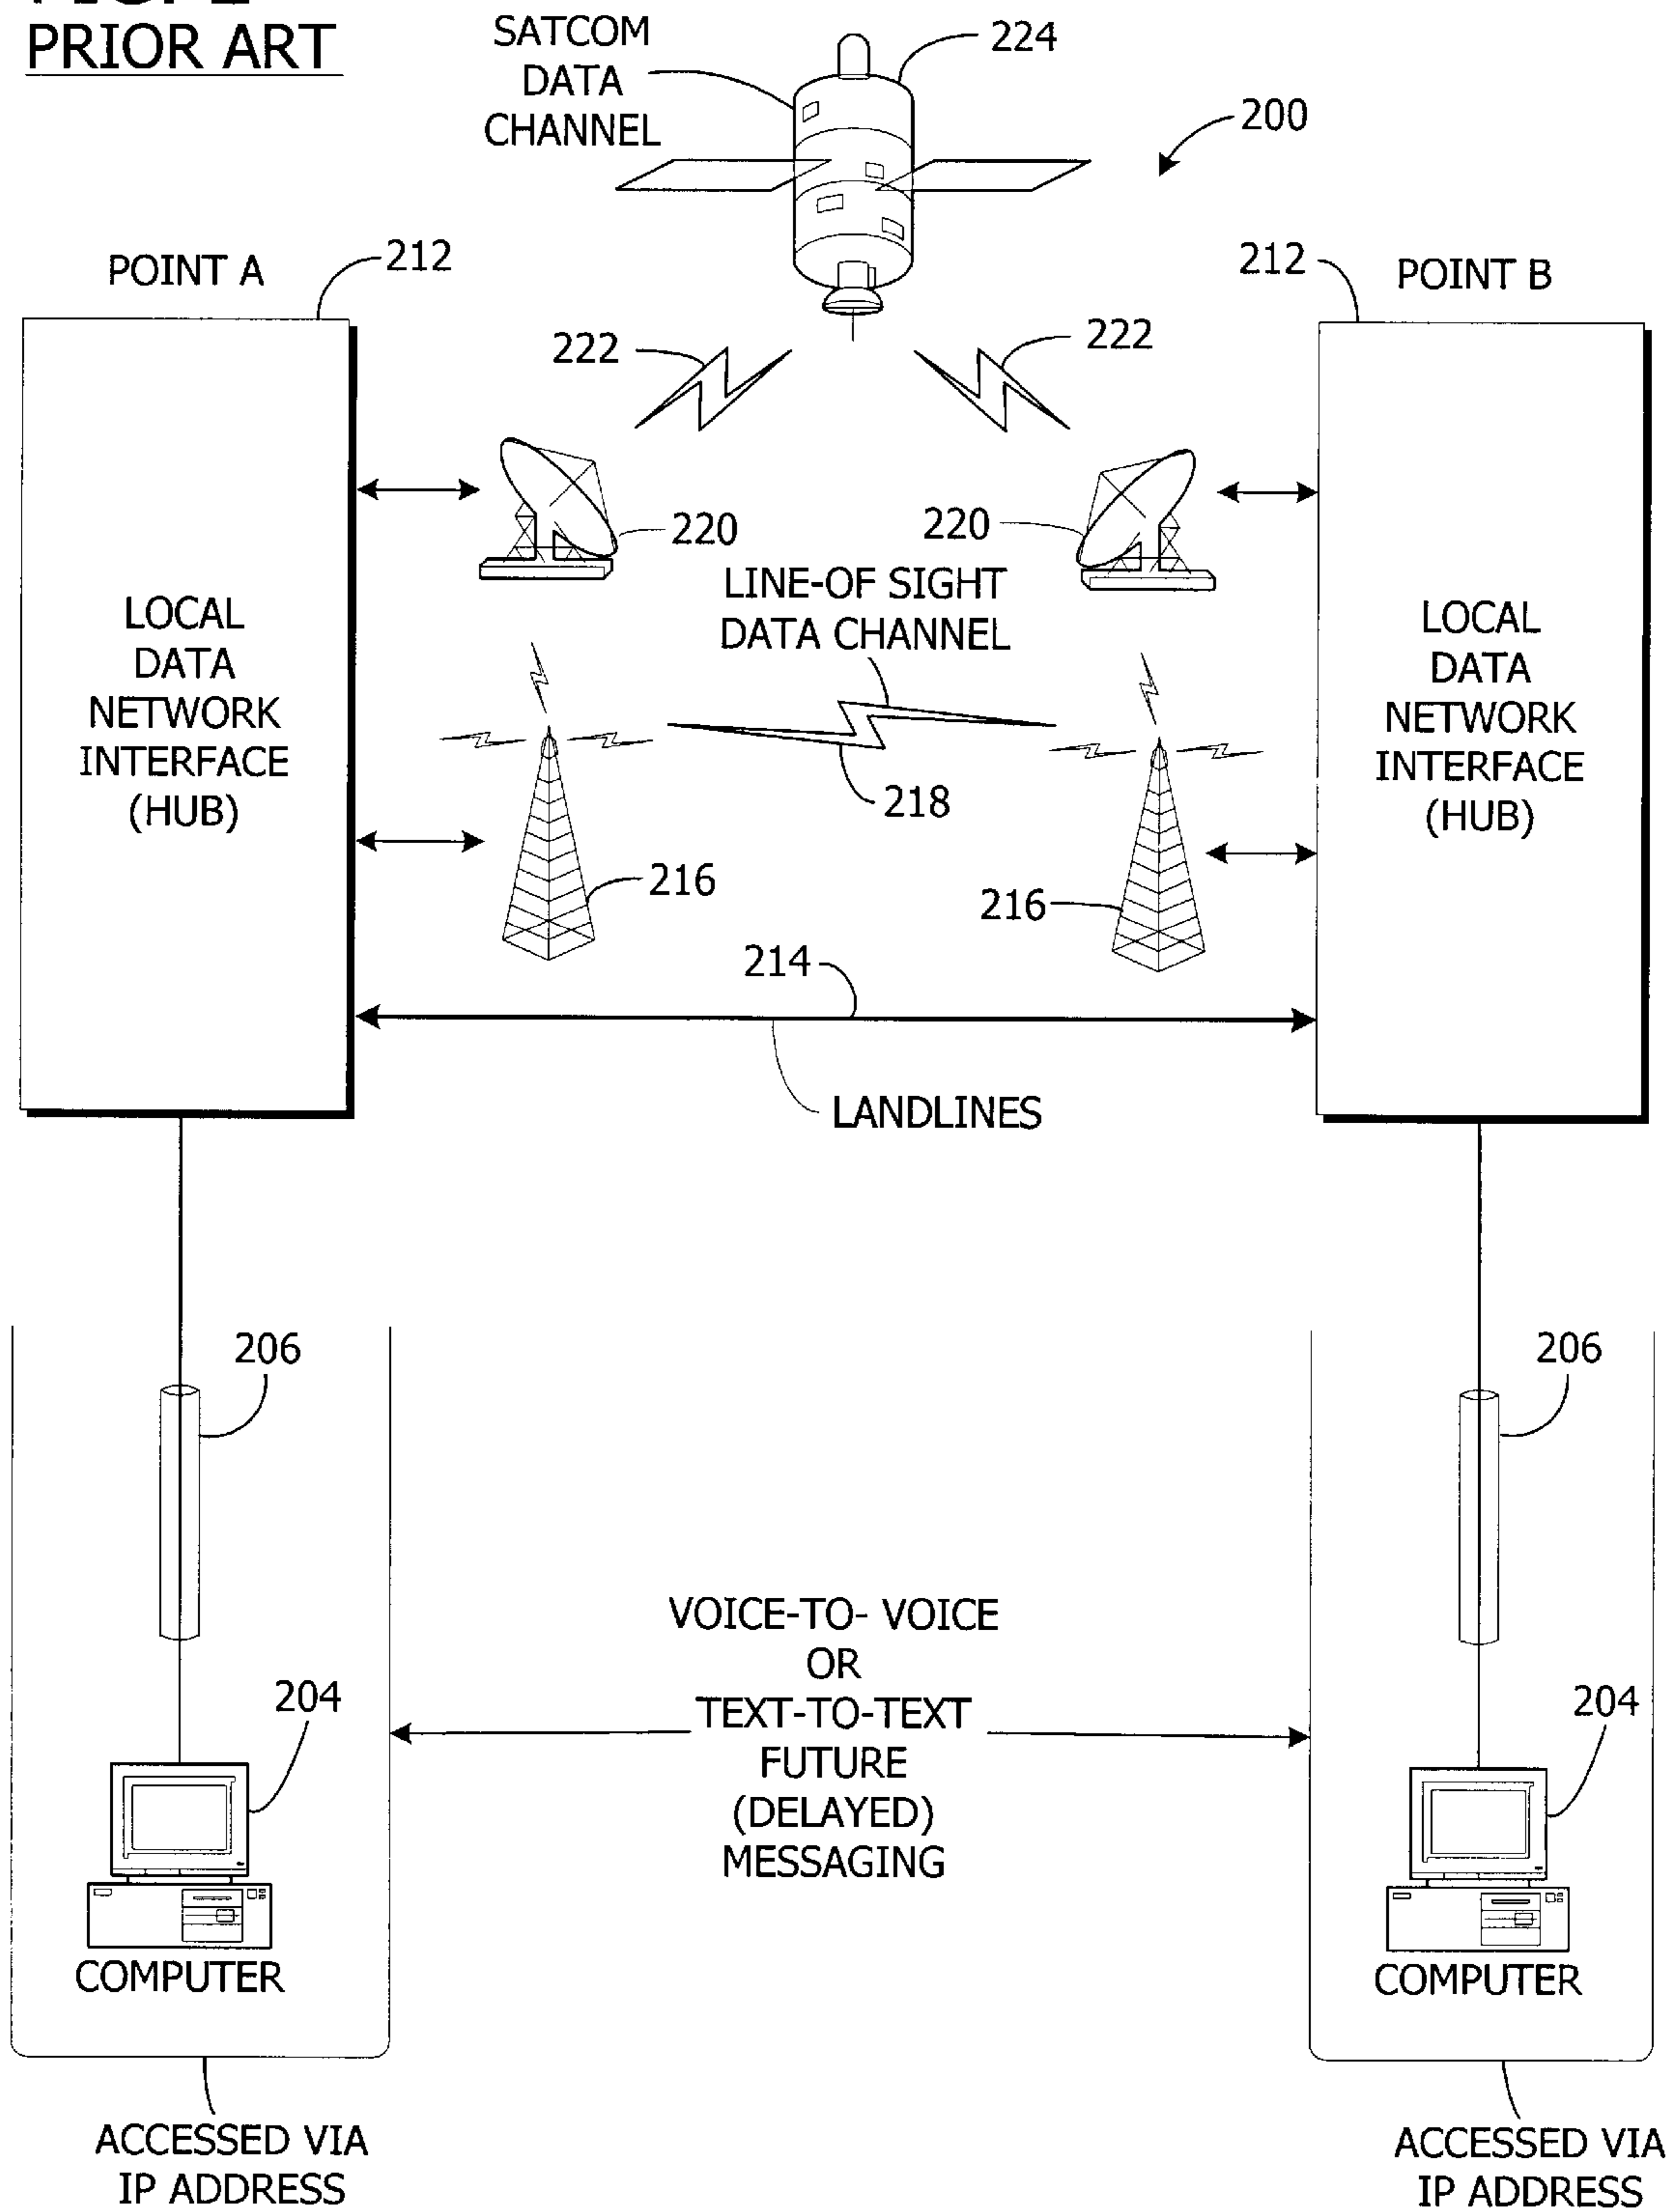 PRIOR ART
SATCOM
DATA
CHANNEL
224
200
POINT A
212
212
POINT B
222
222
220
220
LINE-OF SIGHT
DATA CHANNEL
LOCAL
DATA
NETWORK
INTERFACE
(HUB)
LOCAL
DATA
NETWORK
INTERFACE
(HUB)
218
216
216
214
LANDLINES
206
206
VOICE-TO- VOICE
OR
TEXT-TO-TEXT
FUTURE
(DELAYED)
MESSAGING
204
204
COMPUTER
COMPUTER
ACCESSED VIA
IP ADDRESS
ACCESSED VIA
IP ADDRESS